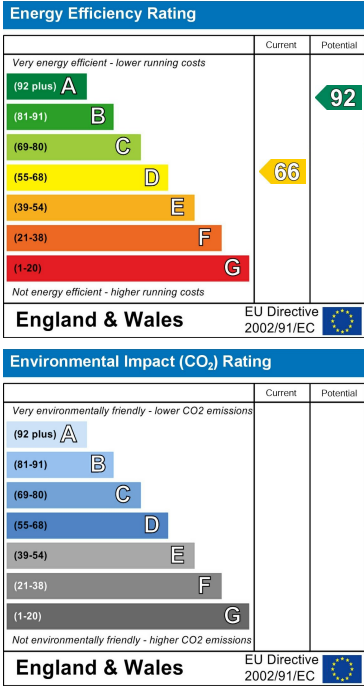 Energy Efficiency Rating
Current Potential
Very energy efficient - lower running costs
(92 plus) A
92
(81-91) B
(69-80) C
(55-68) D
66
(39-54) E
(21-38) F
(1-20) G
Not energy efficient - higher running costs
England & Wales
EU Directive
2002/91/EC
Environmental Impact (CO₂) Rating
Current Potential
Very environmentally friendly - lower CO2 emissions
(92 plus) A
(81-91) B
(69-80) C
(55-68) D
(39-54) E
(21-38) F
(1-20) G
Not environmentally friendly - higher CO2 emissions
England & Wales
EU Directive
2002/91/EC